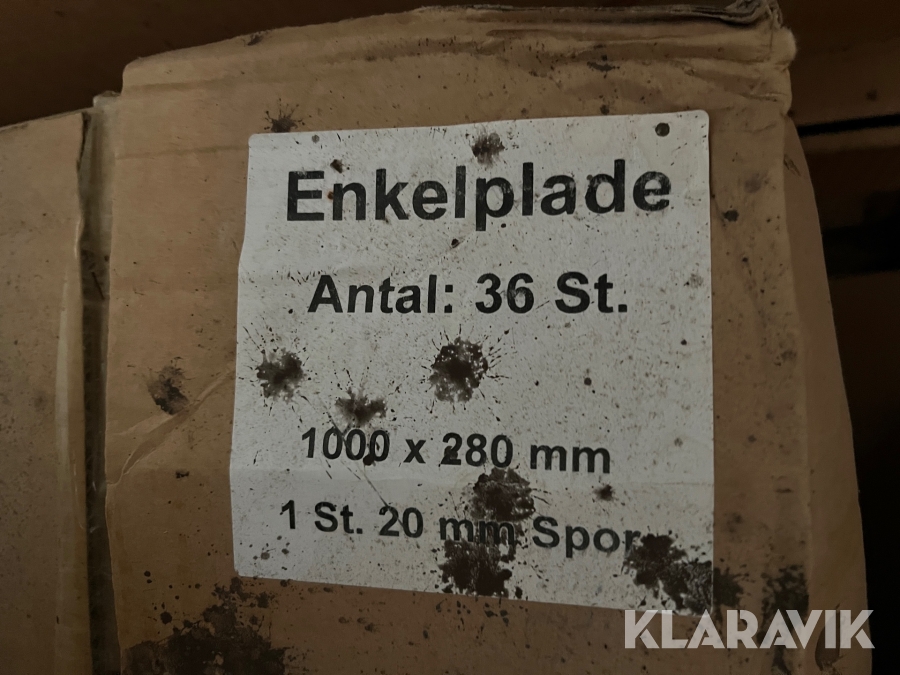 Enkelplade
Antal: 36 St.
1000 x 280 mm
1 St. 20 mm Spor
KLARAVIK